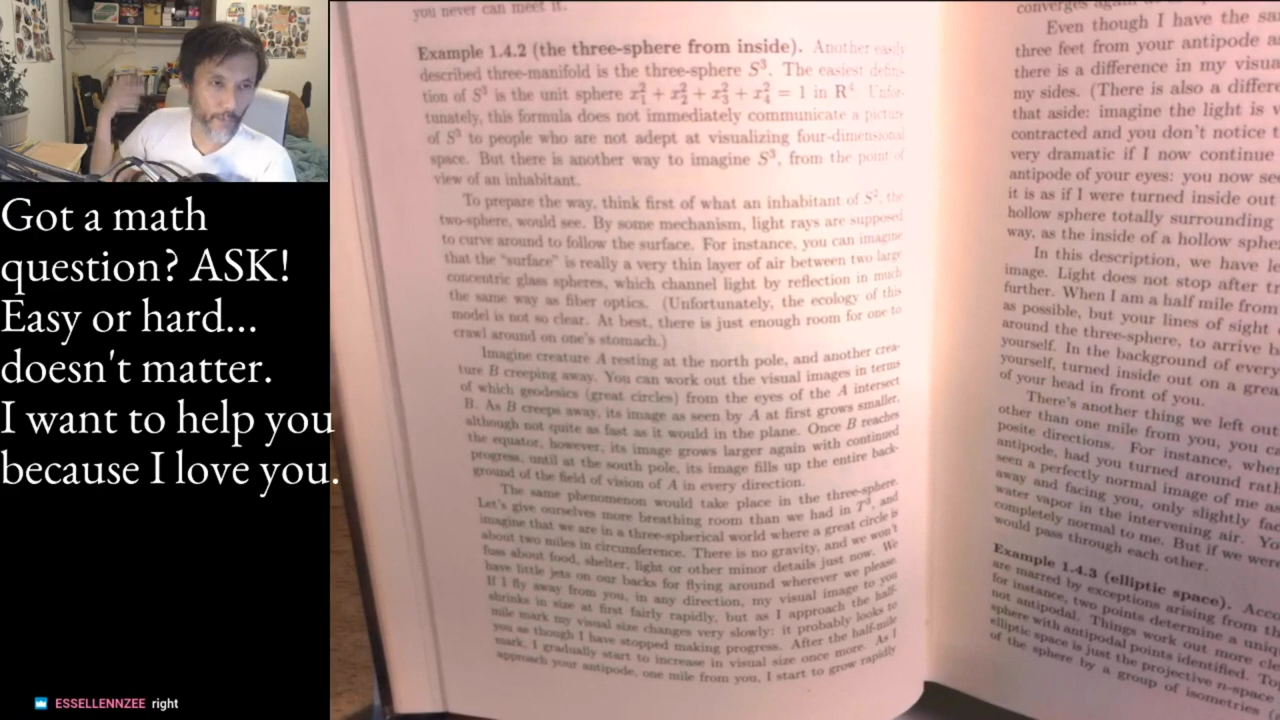 Got a math
question? ASK!
Easy or hard...
doesn't matter.
I want to help you
because I love you.
ESSELLENNZEE right
you never can meet it.
Example 1.4.2 (the three-sphere from inside). Another easily
described three-manifold is the three-sphere S³. The easiest defini-
tion of S³ is the unit sphere x₁² + x₂² + x₃² + x₄² = 1 in R⁴. Unfor-
tunately, this formula does not immediately communicate a picture
of S³ to people who are not adept at visualizing four-dimensional
space. But there is another way to imagine S³, from the point of
view of an inhabitant.
To prepare the way, think first of what an inhabitant of S², the
two-sphere, would see. By some mechanism, light rays are supposed
to curve around to follow the surface. For instance, you can imagine
that the “surface” is really a very thin layer of air between two large
concentric glass spheres, which channel light by reflection in much
the same way as fiber optics. (Unfortunately, the ecology of this
model is not so clear. At best, there is just enough room for one to
crawl around on one's stomach.)
Imagine creature A resting at the north pole, and another crea-
ture B creeping away. You can work out the visual images in terms
of which geodesics (great circles) from the eyes of the A intersect
B. As B creeps away, its image as seen by A at first grows smaller,
although not quite as fast as it would in the plane. Once B reaches
the equator, however, its image grows larger again with continued
progress, until at the south pole, its image fills up the entire back-
ground of the field of vision of A in every direction.
The same phenomenon would take place in the three-sphere.
Let's give ourselves more breathing room than we had in T³, and
imagine that we are in a three-spherical world where a great circle is
about two miles in circumference. There is no gravity, and we won't
fuss about food, shelter, light or other minor details just now. We
have little jets on our backs for flying around wherever we please.
If I fly away from you, in any direction, my visual image to you
shrinks in size at first fairly rapidly, but as I approach the half-
mile mark my visual size changes very slowly: it probably looks to
you as though I have stopped making progress. After the half-mile
mark, I gradually start to increase in visual size once more. As I
approach your antipode, one mile from you, I start to grow rapidly
converges again
Even though I have the sa
three feet from your antipode a
there is a difference in my visua
my sides. (There is also a differe
that aside: imagine the light is v
contracted and you don't notice t
very dramatic if I now continue
antipode of your eyes: you now see
it is as if I were turned inside out
hollow sphere totally surrounding
way, as the inside of a hollow sphe
In this description, we have le
image. Light does not stop after tr
further. When I am a half mile from
as possible, but your lines of sight
around the three-sphere, to arrive b
yourself. In the background of every
yourself, turned inside out on a grea
of your head in front of you.
There's another thing we left out
other than one mile from you, you ca
posite directions. For instance, when
antipode, had you turned around rath
seen a perfectly normal image of me as
away and facing you, only slightly fac
water vapor in the intervening air. Yo
completely normal to me. But if we were
would pass through each other.
Example 1.4.3 (elliptic space). Acco
are marred by exceptions arising from th
for instance, two points determine a uniqu
not antipodal. Things work out more cle
sphere with antipodal points identified. To
elliptic space is just the projective n-space
of the sphere by a group of isometries